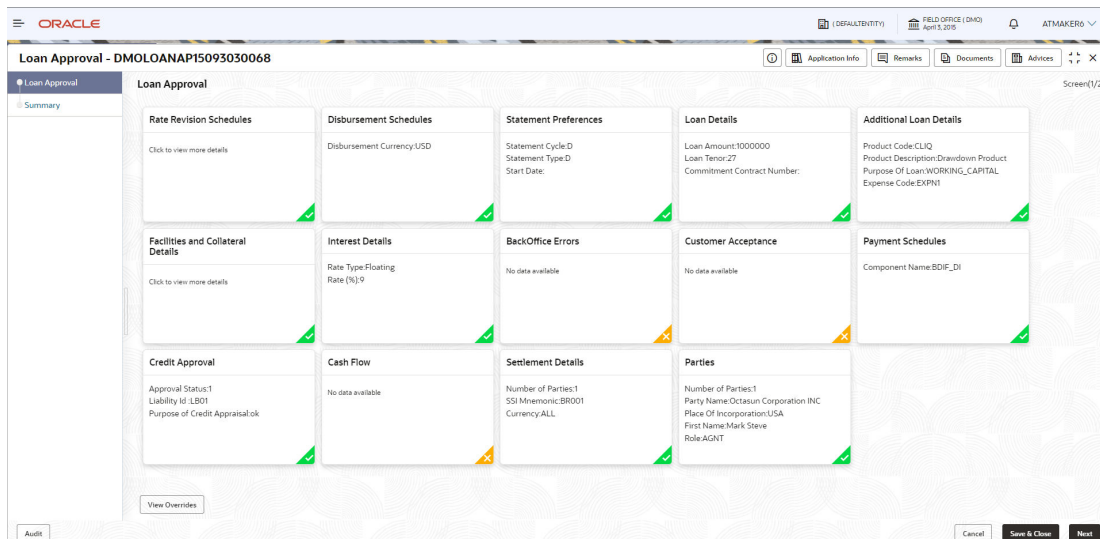 ORACLE
( DEFAULTENTITY)
FIELD OFFICE ( DMO)
April 3, 2015
ATMAKER6
Loan Approval - DMOLOANAP15093030068
Application Info
Remarks
Documents
Advices
Loan Approval
Summary
Loan Approval
Screen(1/2
Rate Revision Schedules
Click to view more details
Disbursement Schedules
Disbursement Currency:USD
Statement Preferences
Statement Cycle:D
Statement Type:D
Start Date:
Loan Details
Loan Amount:1000000
Loan Tenor:27
Commitment Contract Number:
Additional Loan Details
Product Code:CLIQ
Product Description:Drawdown Product
Purpose Of Loan:WORKING_CAPITAL
Expense Code:EXPN1
Facilities and Collateral
Details
Click to view more details
Interest Details
Rate Type:Floating
Rate (%):9
BackOffice Errors
No data available
Customer Acceptance
No data available
Payment Schedules
Component Name:BDIF_DI
Credit Approval
Approval Status:1
Liability Id :LB01
Purpose of Credit Appraisal:ok
Cash Flow
No data available
Settlement Details
Number of Parties:1
SSI Mnemonic:BR001
Currency:ALL
Parties
Number of Parties:1
Party Name:Octasun Corporation INC
Place Of Incorporation:USA
First Name:Mark Steve
Role:AGNT
View Overrides
Audit
Cancel
Save & Close
Next